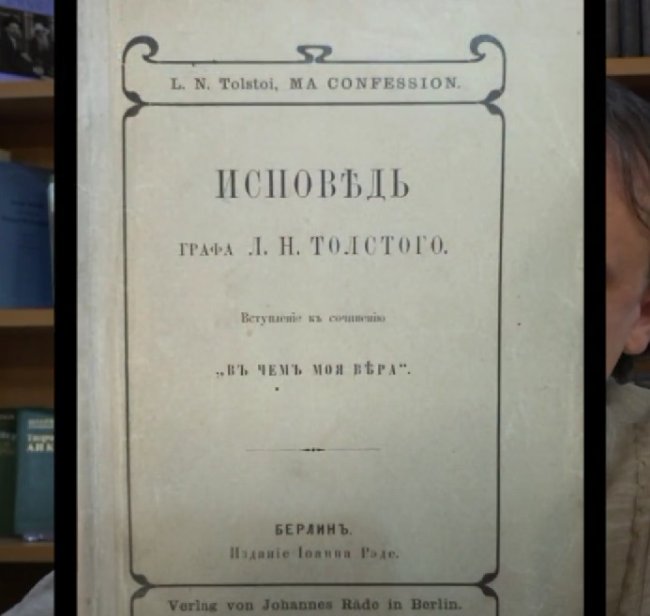 L. N. Tolstoi, MA CONFESSION.
ИСПОВѢДЬ
ГРАФА Л. Н. ТОЛСТОГО.
Вступленіе къ сочиненію
„ВЪ ЧЕМЪ МОЯ ВѢРА“.
БЕРЛИНЪ.
Изданіе Іоанна Рэде.
Verlag von Johannes Räde in Berlin.